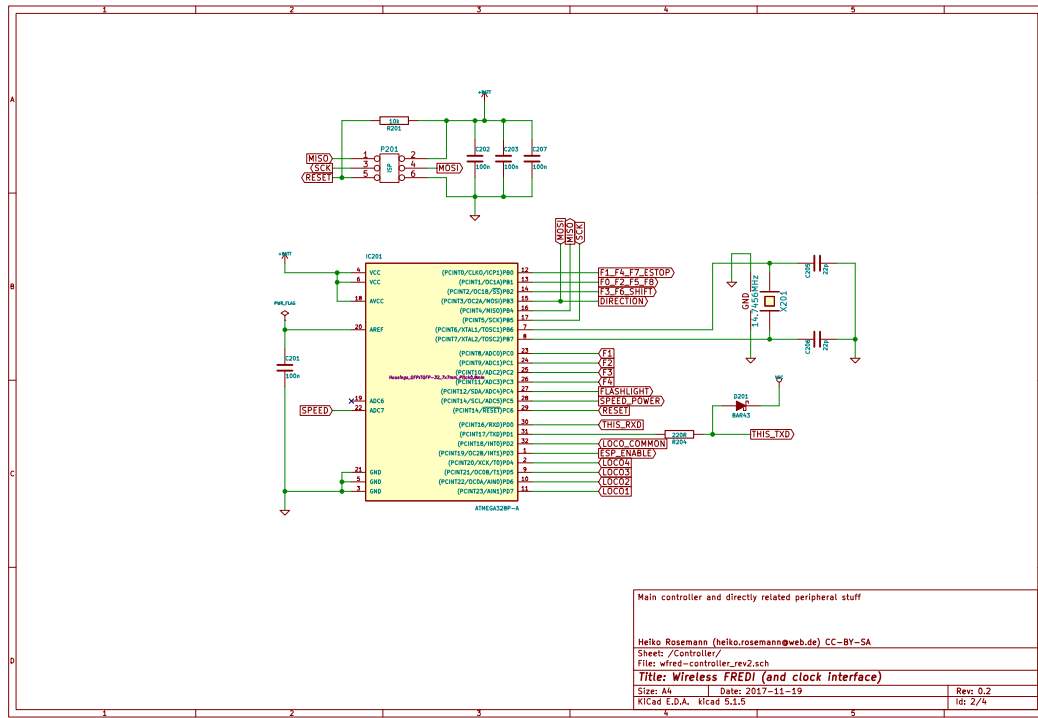 1 2 3 4 5
A
+BATT
10k
R201
P201
MISO 1 2
SCK 3 ISP 4 MOSI
RESET 5 6
C202 C203 C207
100n 100n 100n
MOSI MISO SCK
B
+BATT
IC201
4 VCC (PCINT0/CLKO/ICP1)PB0 12 F1_F4_F7_ESTOP
6 VCC (PCINT1/OC1A)PB1 13 F0_F2_F5_F8
(PCINT2/OC1B/SS)PB2 14 F3_F6_SHIFT
18 AVCC (PCINT3/OC2A/MOSI)PB3 15 DIRECTION
(PCINT4/MISO)PB4 16
(PCINT5/SCK)PB5 17
PWR_FLAG
20 AREF (PCINT6/XTAL1/TOSC1)PB6 7
(PCINT7/XTAL2/TOSC2)PB7 8
GND
14.7456MHz
X201
C205 22p
C206 22p
C201
100n
(PCINT8/ADC0)PC0 23 F1
(PCINT9/ADC1)PC1 24 F2
(PCINT10/ADC2)PC2 25 F3
(PCINT11/ADC3)PC3 26 F4
Housings_QFP:TQFP-32_7x7mm_Pitch0.8mm
(PCINT12/SDA/ADC4)PC4 27 FLASHLIGHT
19 ADC6 (PCINT14/SCL/ADC5)PC5 28 SPEED_POWER
SPEED 22 ADC7 (PCINT14/RESET)PC6 29 RESET
VCC
D201
BAR43
(PCINT16/RXD)PD0 30 THIS_RXD
(PCINT17/TXD)PD1 31 220R THIS_TXD
R204
(PCINT18/INT0)PD2 32 LOCO_COMMON
(PCINT19/OC2B/INT1)PD3 1 ESP_ENABLE
(PCINT20/XCK/T0)PD4 2 LOCO4
21 GND (PCINT21/OC0B/T1)PD5 9 LOCO3
5 GND (PCINT22/OC0A/AIN0)PD6 10 LOCO2
3 GND (PCINT23/AIN1)PD7 11 LOCO1
ATMEGA328P-A
C
D
Main controller and directly related peripheral stuff
Heiko Rosemann (heiko.rosemann@web.de) CC-BY-SA
Sheet: /Controller/
File: wfred-controller_rev2.sch
Title: Wireless FREDI (and clock interface)
Size: A4 Date: 2017-11-19 Rev: 0.2
KiCad E.D.A. kicad 5.1.5 Id: 2/4
1 2 3 4 5